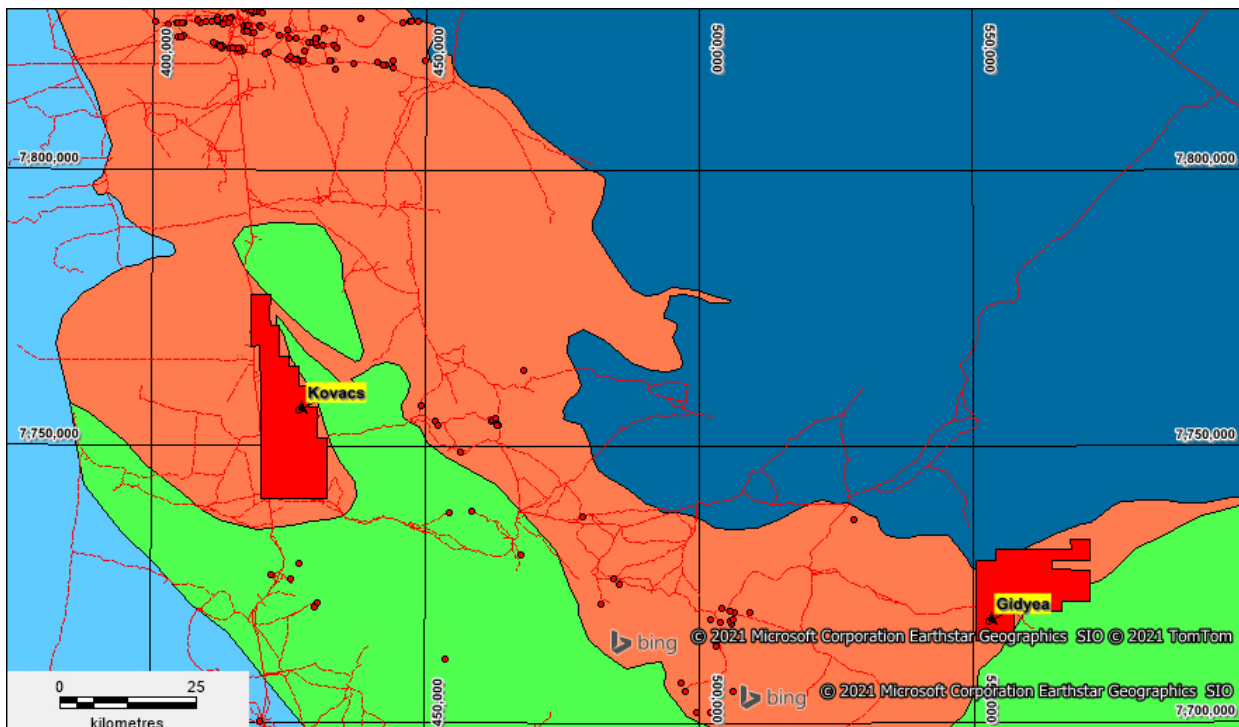 400,000
450,000
500,000
550,000
7,800,000
7,800,000
Kovacs
7,750,000
7,750,000
Gidyea
bing © 2021 Microsoft Corporation Earthstar Geographics SIO © 2021 TomTom
bing © 2021 Microsoft Corporation Earthstar Geographics SIO
0 25
kilometres
450,000
500,000
550,000
7,700,000